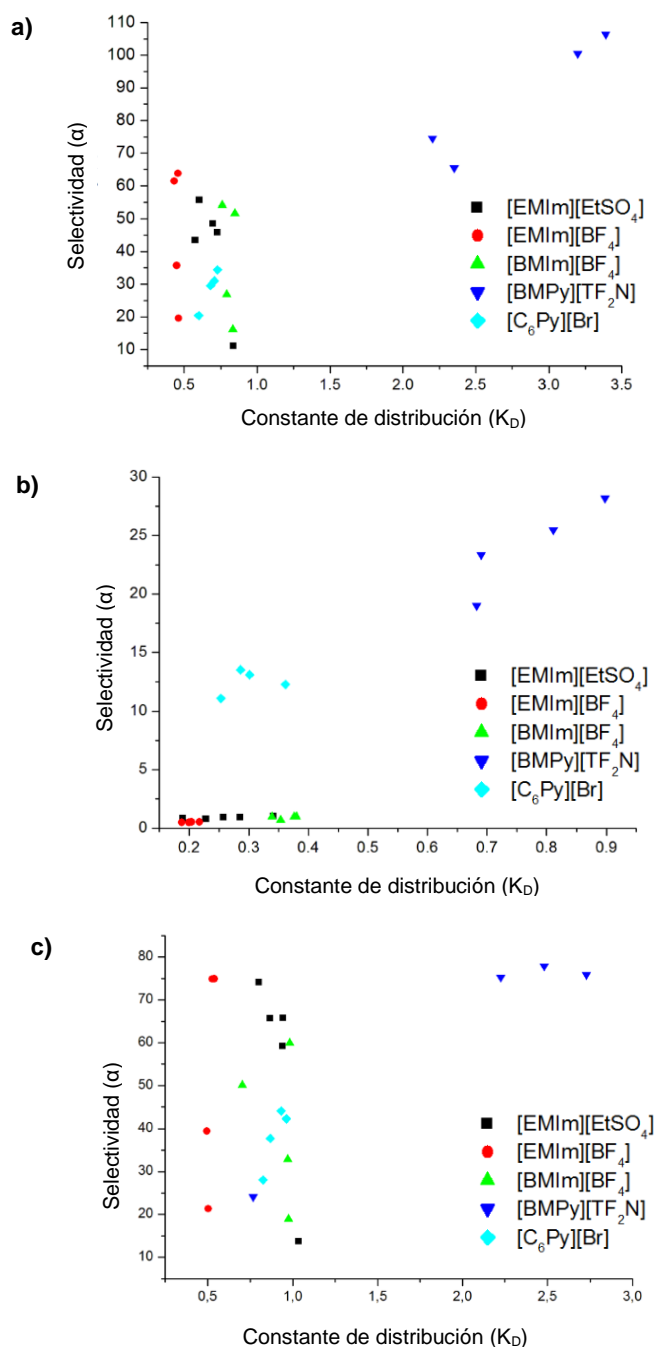 a)
Selectividad (α)
110
100
90
80
70
60
50
40
30
20
10
0.5 1.0 1.5 2.0 2.5 3.0 3.5
[EMIm][EtSO₄]
[EMIm][BF₄]
[BMIm][BF₄]
[BMPy][TF₂N]
[C₆Py][Br]
Constante de distribución (K_D)
b)
Selectividad (α)
30
25
20
15
10
5
0
0.2 0.3 0.4 0.5 0.6 0.7 0.8 0.9
[EMIm][EtSO₄]
[EMIm][BF₄]
[BMIm][BF₄]
[BMPy][TF₂N]
[C₆Py][Br]
Constante de distribución (K_D)
c)
Selectividad (α)
80
70
60
50
40
30
20
10
0,5 1,0 1,5 2,0 2,5 3,0
[EMIm][EtSO₄]
[EMIm][BF₄]
[BMIm][BF₄]
[BMPy][TF₂N]
[C₆Py][Br]
Constante de distribución (K_D)